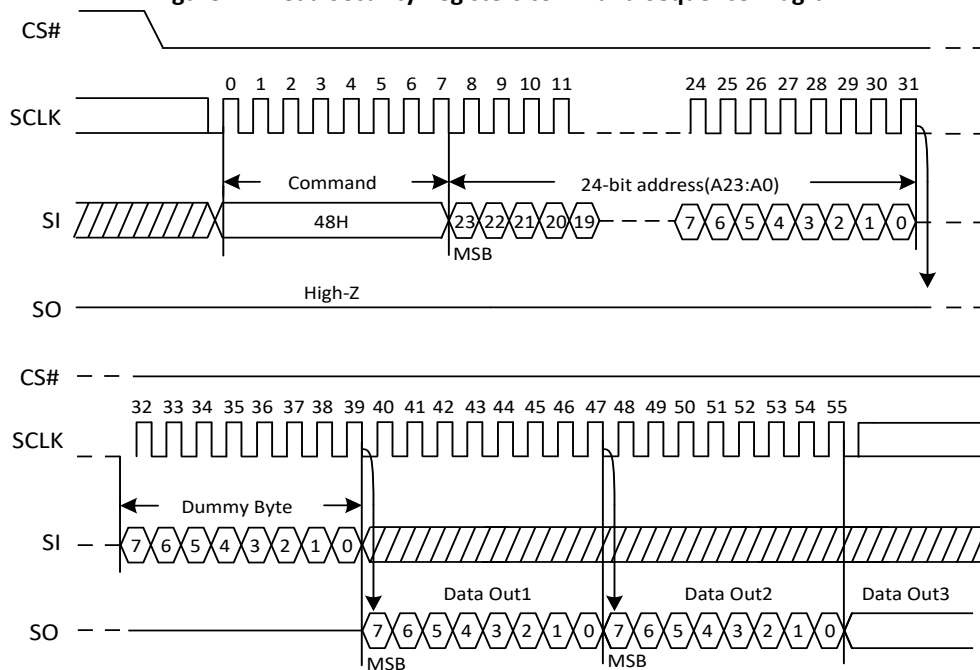 CS#
0 1 2 3 4 5 6 7 8 9 10 11 24 25 26 27 28 29 30 31
SCLK
Command 24-bit address(A23:A0)
SI 48H 23 22 21 20 19 7 6 5 4 3 2 1 0
MSB
High-Z
SO
CS#
32 33 34 35 36 37 38 39 40 41 42 43 44 45 46 47 48 49 50 51 52 53 54 55
SCLK
Dummy Byte
SI 7 6 5 4 3 2 1 0
Data Out1 Data Out2 Data Out3
SO 7 6 5 4 3 2 1 0 7 6 5 4 3 2 1 0
MSB MSB